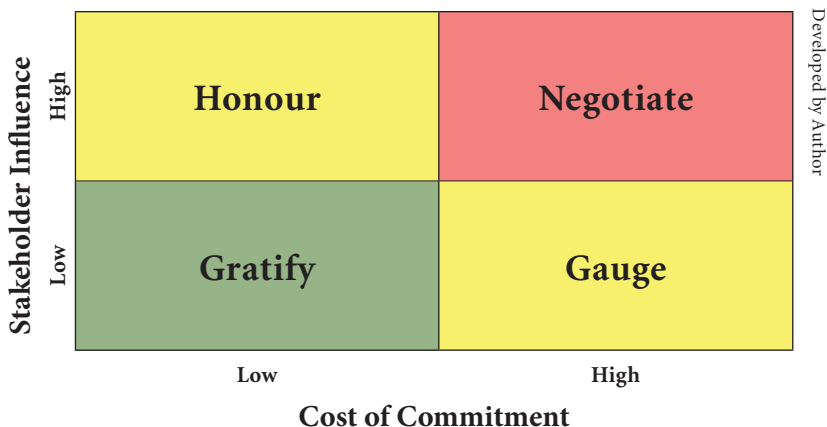 Stakeholder Influence
High
Low
Honour
Negotiate
Gratify
Gauge
Low
High
Cost of Commitment
Developed by Author